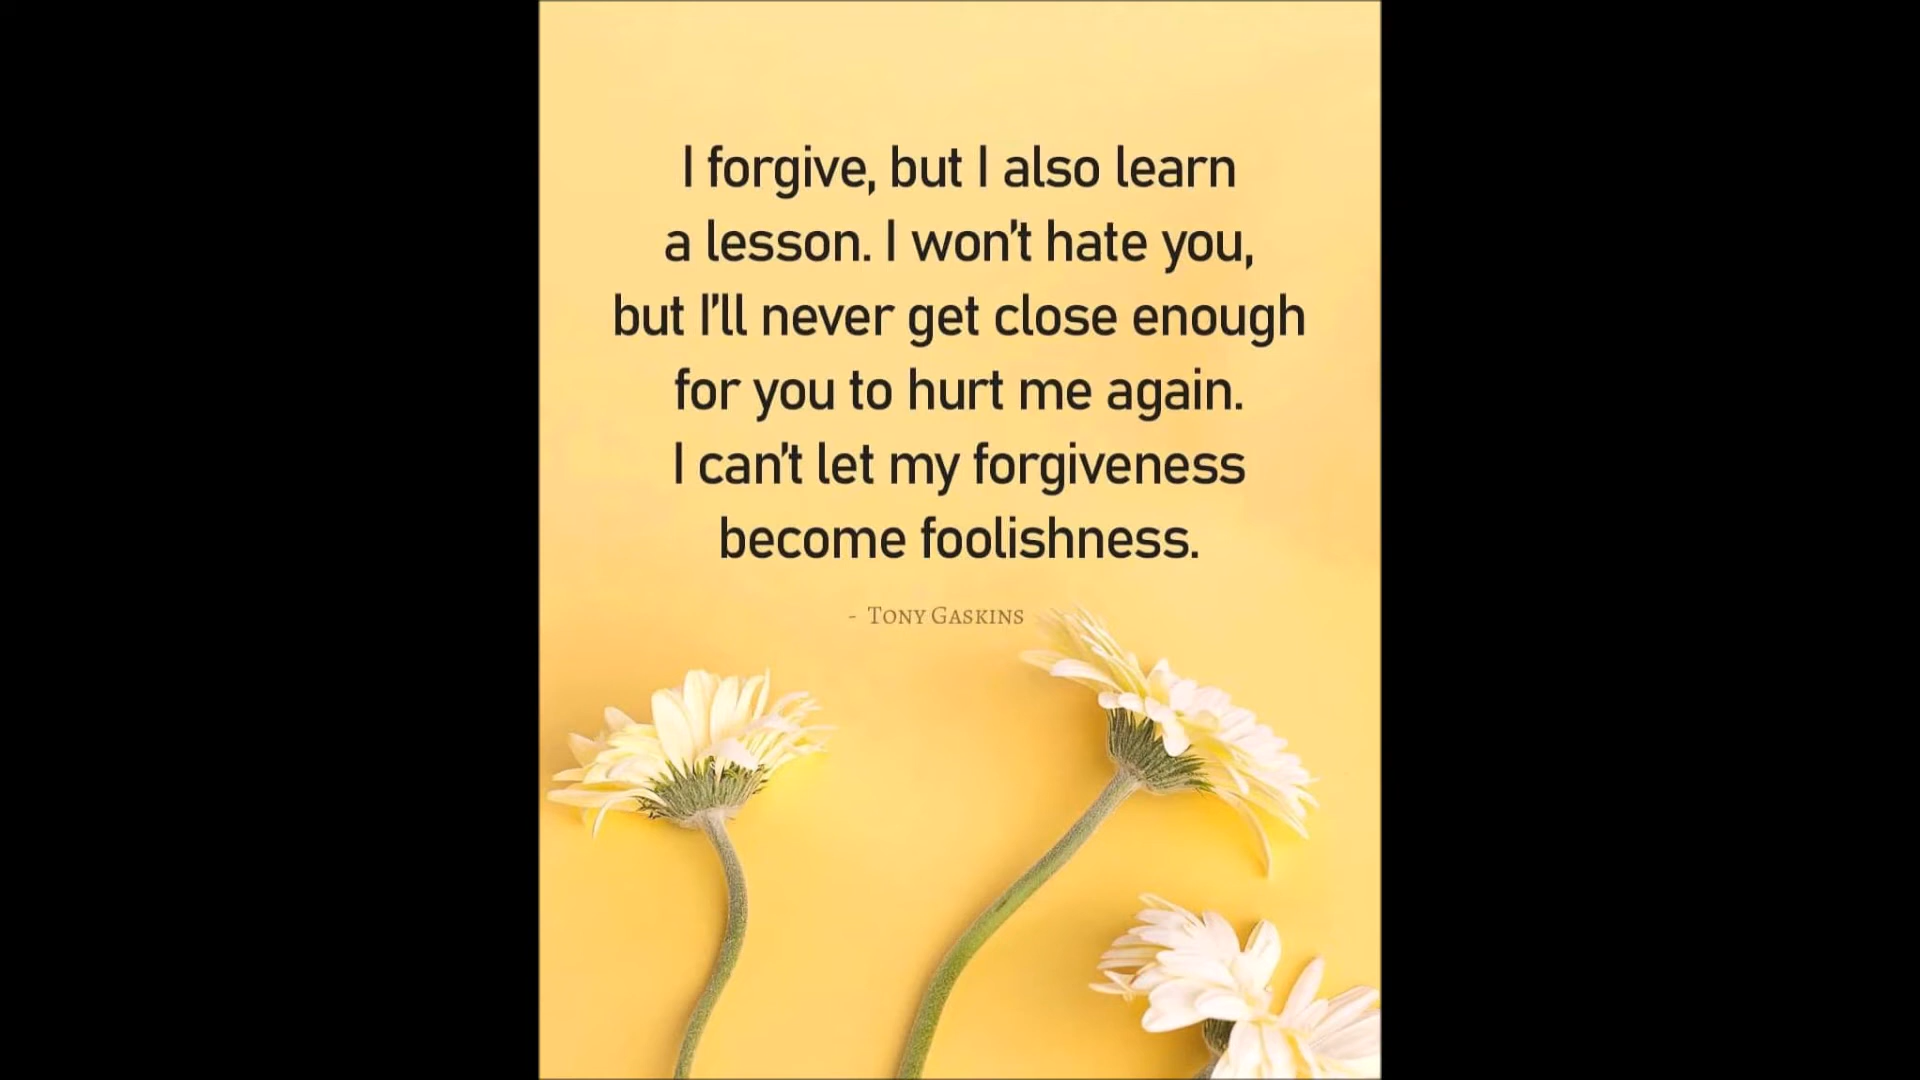 I forgive, but I also learn
a lesson. I won't hate you,
but I'll never get close enough
for you to hurt me again.
I can't let my forgiveness
become foolishness.
- Tony Gaskins